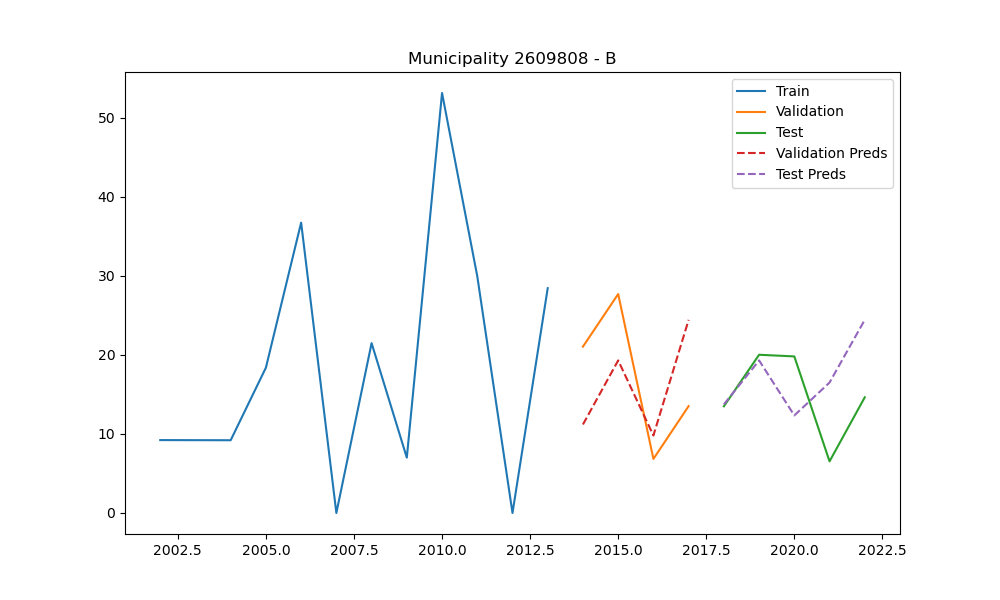 Municipality 2609808 - B
Train
Validation
Test
Validation Preds
Test Preds
50
40
30
20
10
0
2002.5 2005.0 2007.5 2010.0 2012.5 2015.0 2017.5 2020.0 2022.5